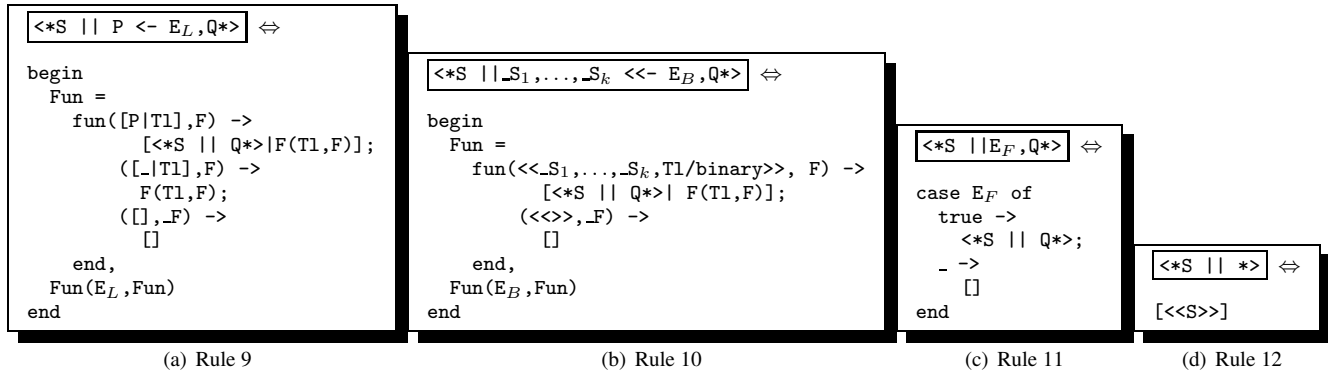 <*S || P <- E_L,Q*> ⇔
begin
  Fun =
    fun([P|Tl],F) ->
          [<*S || Q*>|F(Tl,F)];
       ([_|Tl],F) ->
          F(Tl,F);
       ([],_F) ->
          []
    end,
  Fun(E_L,Fun)
end
(a) Rule 9
<*S ||_S_1,...,_S_k <<- E_B,Q*> ⇔
begin
  Fun =
    fun(<<_S_1,...,_S_k,Tl/binary>>, F) ->
          [<*S || Q*>| F(Tl,F)];
       (<<>>,_F) ->
          []
    end,
  Fun(E_B,Fun)
end
(b) Rule 10
<*S ||E_F,Q*> ⇔
case E_F of
  true ->
    <*S || Q*>;
  _ ->
    []
end
(c) Rule 11
<*S || *> ⇔
[<<S>>]
(d) Rule 12